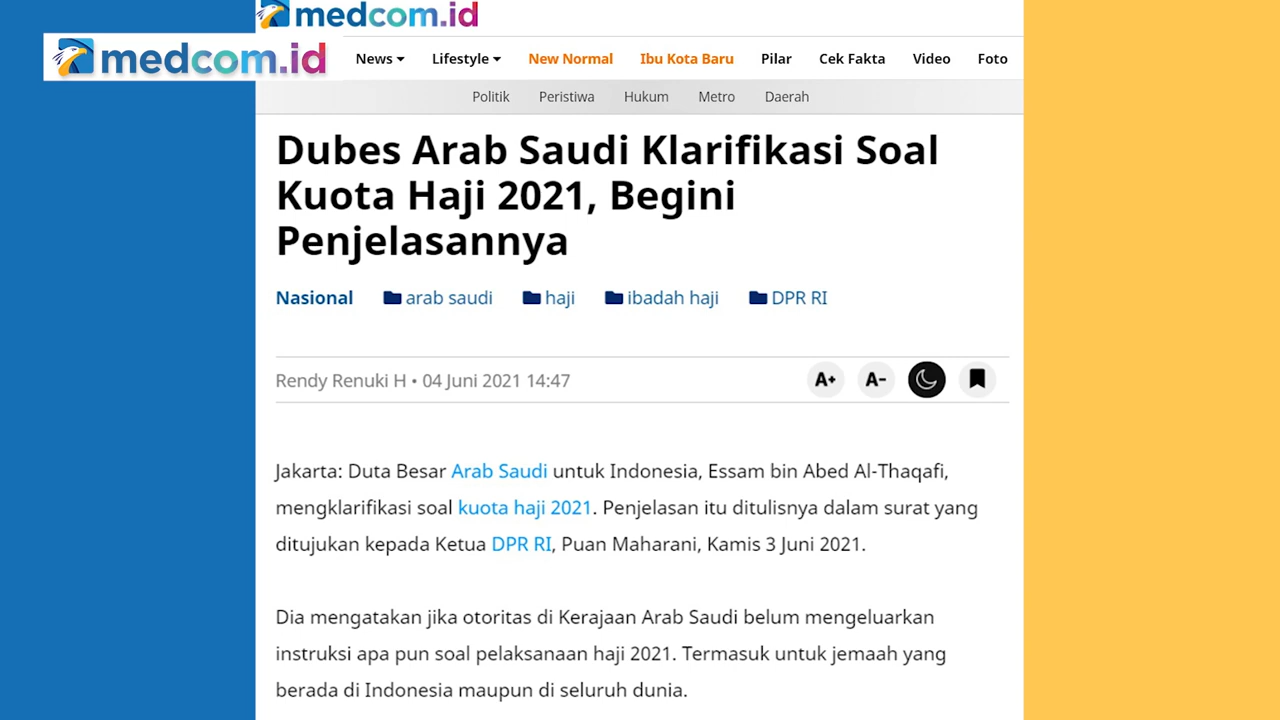 medcom.id
medcom.id
News Lifestyle New Normal Ibu Kota Baru Pilar Cek Fakta Video Foto
Politik Peristiwa Hukum Metro Daerah
Dubes Arab Saudi Klarifikasi Soal
Kuota Haji 2021, Begini
Penjelasannya
Nasional arab saudi haji ibadah haji DPR RI
Rendy Renuki H • 04 Juni 2021 14:47 A+ A-
Jakarta: Duta Besar Arab Saudi untuk Indonesia, Essam bin Abed Al-Thaqafi,
mengklarifikasi soal kuota haji 2021. Penjelasan itu ditulisnya dalam surat yang
ditujukan kepada Ketua DPR RI, Puan Maharani, Kamis 3 Juni 2021.
Dia mengatakan jika otoritas di Kerajaan Arab Saudi belum mengeluarkan
instruksi apa pun soal pelaksanaan haji 2021. Termasuk untuk jemaah yang
berada di Indonesia maupun di seluruh dunia.